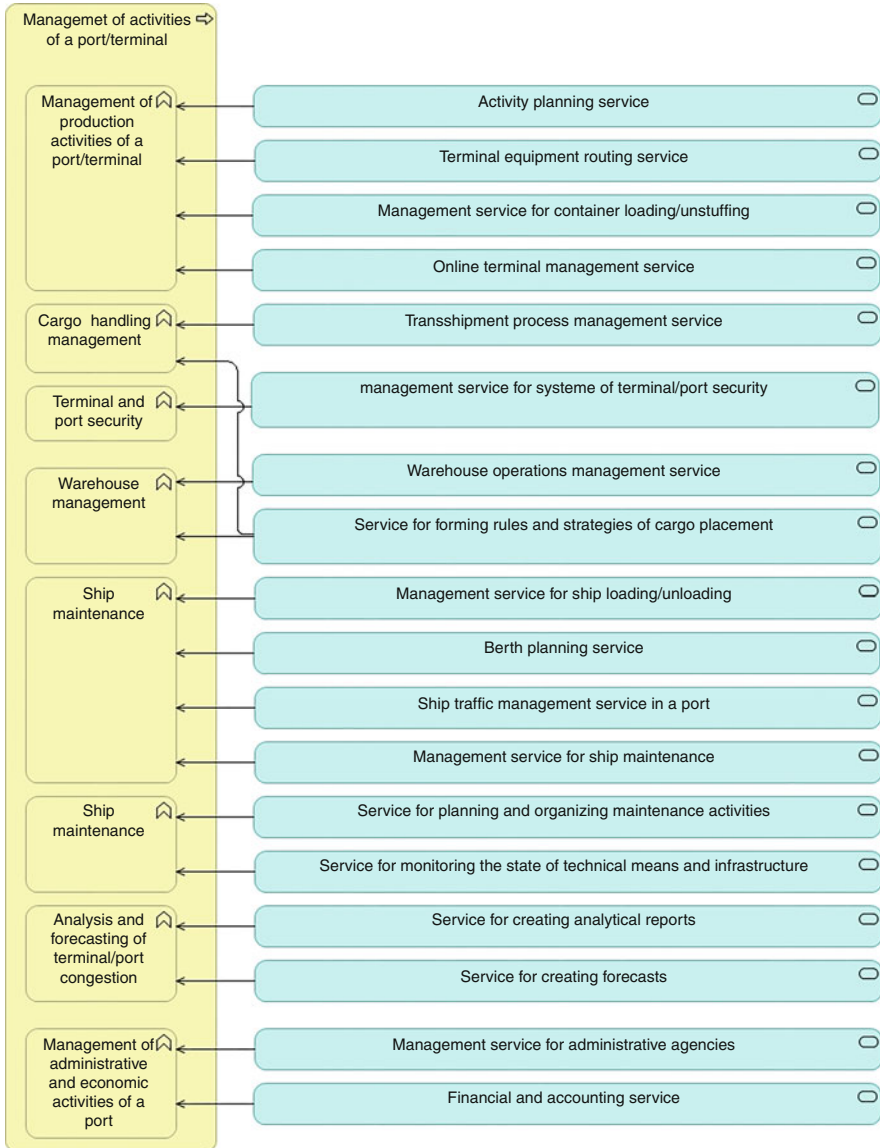 Managemet of activities
of a port/terminal
Management of
production
activities of a
port/terminal
Activity planning service
Terminal equipment routing service
Management service for container loading/unstuffing
Online terminal management service
Cargo handling
management
Transshipment process management service
Terminal and
port security
management service for systeme of terminal/port security
Warehouse
management
Warehouse operations management service
Service for forming rules and strategies of cargo placement
Ship
maintenance
Management service for ship loading/unloading
Berth planning service
Ship traffic management service in a port
Management service for ship maintenance
Ship
maintenance
Service for planning and organizing maintenance activities
Service for monitoring the state of technical means and infrastructure
Analysis and
forecasting of
terminal/port
congestion
Service for creating analytical reports
Service for creating forecasts
Management of
administrative
and economic
activities of a
port
Management service for administrative agencies
Financial and accounting service